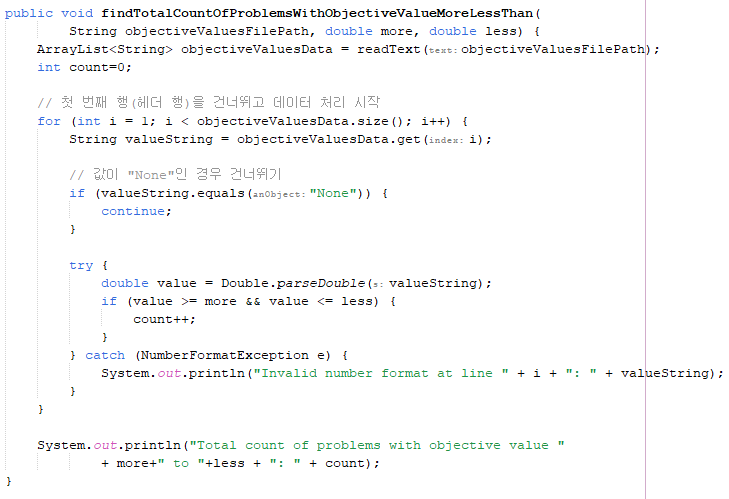 public void findTotalCountOfProblemsWithObjectiveValueMoreLessThan(
        String objectiveValuesFilePath, double more, double less) {
    ArrayList<String> objectiveValuesData = readText( text: objectiveValuesFilePath);
    int count=0;

    // 첫 번째 행(헤더 행)을 건너뛰고 데이터 처리 시작
    for (int i = 1; i < objectiveValuesData.size(); i++) {
        String valueString = objectiveValuesData.get( index: i);

        // 값이 "None"인 경우 건너뛰기
        if (valueString.equals( anObject: "None")) {
            continue;
        }

        try {
            double value = Double.parseDouble( s: valueString);
            if (value >= more && value <= less) {
                count++;
            }
        } catch (NumberFormatException e) {
            System.out.println("Invalid number format at line " + i + ": " + valueString);
        }
    }

    System.out.println("Total count of problems with objective value "
            + more+" to "+less + ": " + count);
}